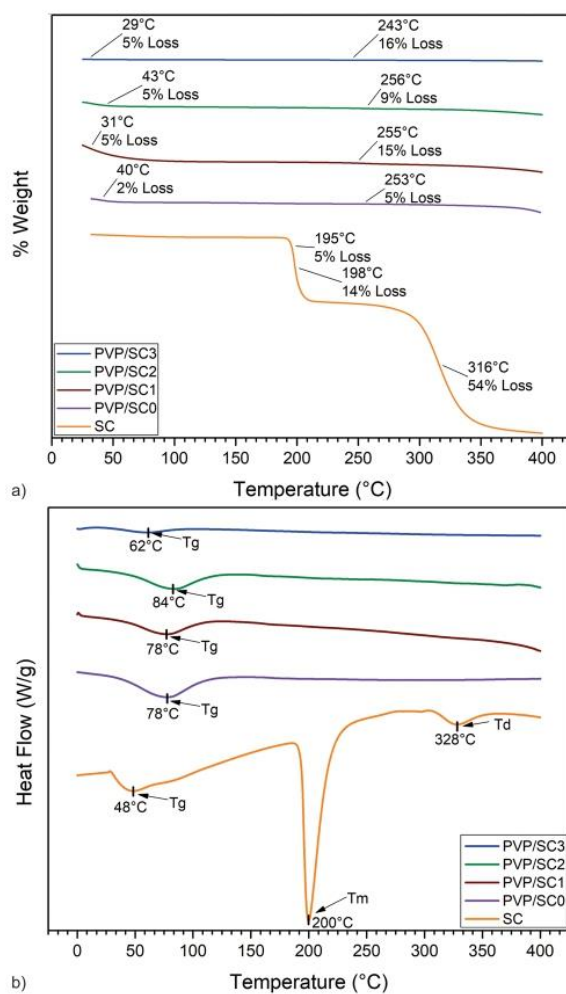 29°C
5% Loss
243°C
16% Loss
43°C
5% Loss
256°C
9% Loss
31°C
5% Loss
255°C
15% Loss
40°C
2% Loss
253°C
5% Loss
195°C
5% Loss
198°C
14% Loss
316°C
54% Loss
% Weight
PVP/SC3
PVP/SC2
PVP/SC1
PVP/SC0
SC
0 50 100 150 200 250 300 350 400
Temperature (°C)
a)
62°C Tg
84°C Tg
78°C Tg
78°C Tg
48°C Tg
328°C Td
Tm
200°C
Heat Flow (W/g)
PVP/SC3
PVP/SC2
PVP/SC1
PVP/SC0
SC
0 50 100 150 200 250 300 350 400
Temperature (°C)
b)